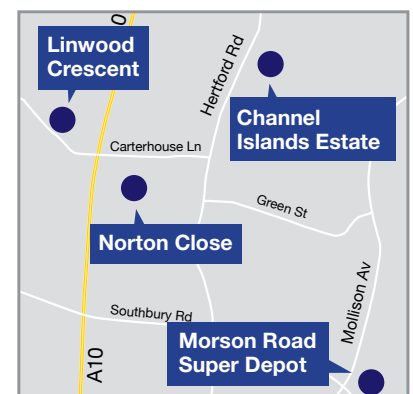 0
Linwood
Crescent
Hertford Rd
Channel
Islands Estate
Carterhouse Ln
Green St
Norton Close
Mollison Av
Southbury Rd
Morson Road
Super Depot
A10